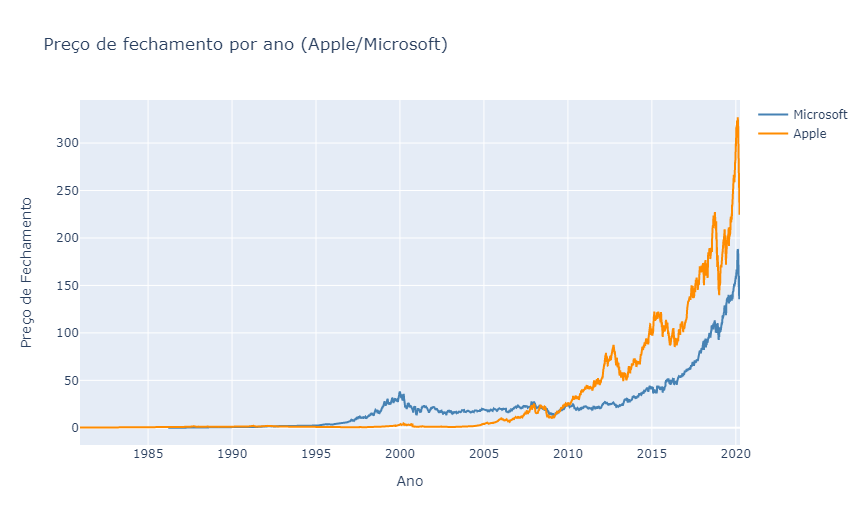 Preço de fechamento por ano (Apple/Microsoft)
Microsoft
Apple
Preço de Fechamento
300
250
200
150
100
50
0
1985 1990 1995 2000 2005 2010 2015 2020
Ano